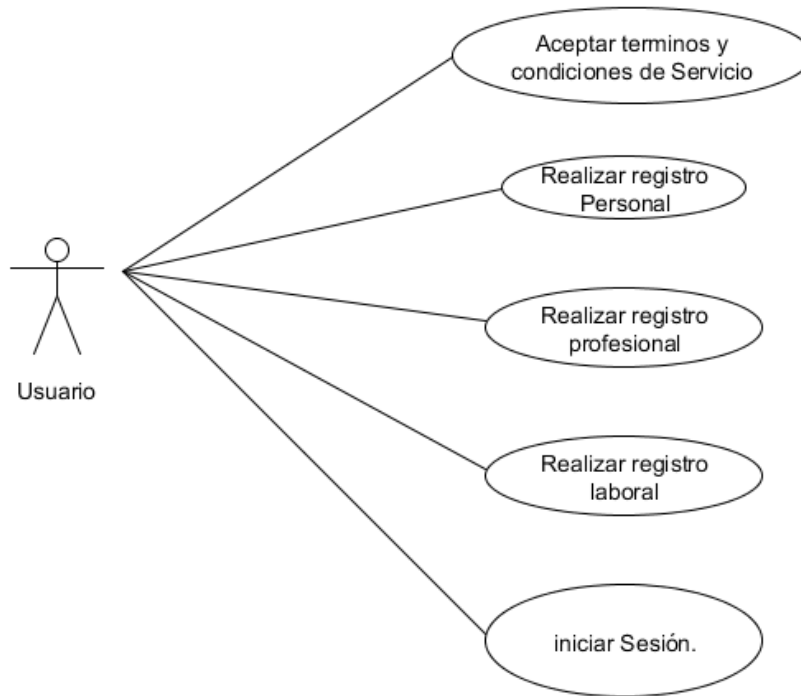 Aceptar terminos y
condiciones de Servicio
Realizar registro
Personal
Realizar registro
profesional
Usuario
Realizar registro
laboral
iniciar Sesión.